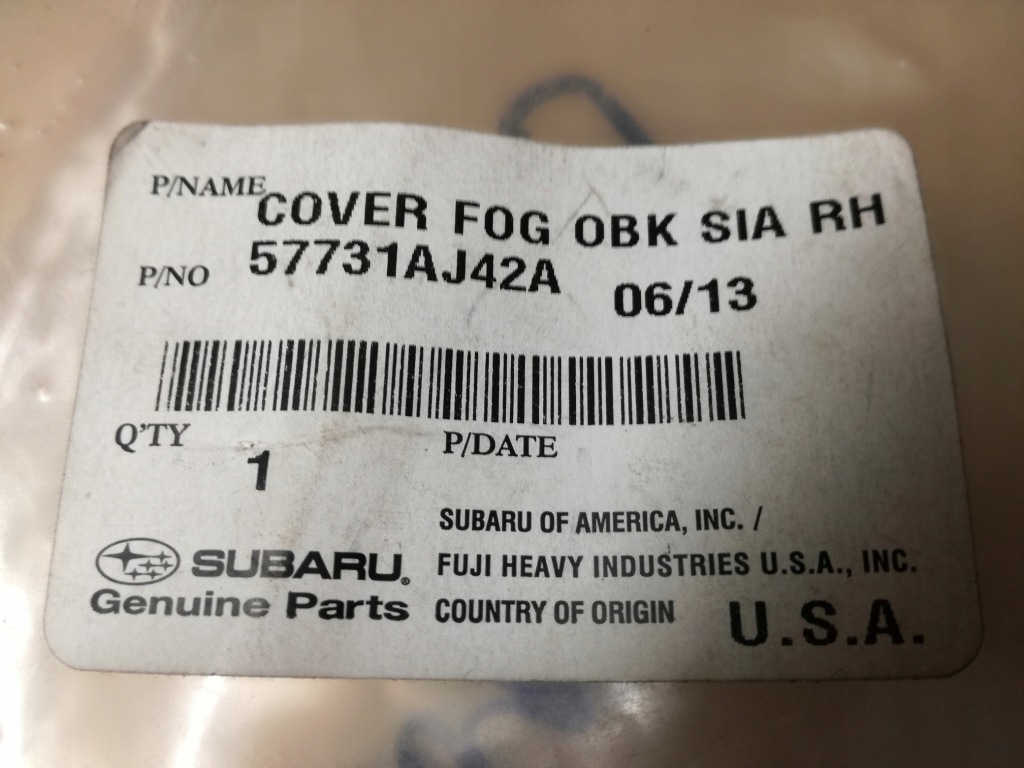 P/NAME COVER FOG OBK SIA RH
P/NO 57731AJ42A 06/13
Q'TY 1 P/DATE
SUBARU OF AMERICA, INC. /
SUBARU. FUJI HEAVY INDUSTRIES U.S.A., INC.
Genuine Parts COUNTRY OF ORIGIN U.S.A.